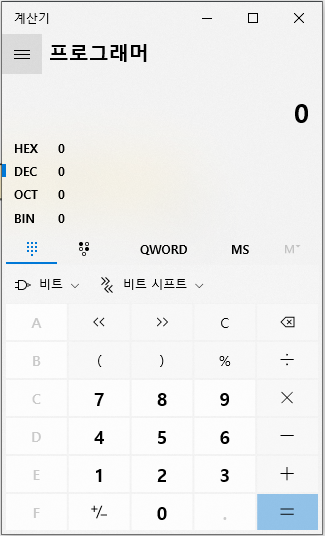 계산기
프로그래머
0
HEX 0
DEC 0
OCT 0
BIN 0
QWORD MS M˅
비트 비트 시프트
A << >> C
B ( ) % ÷
C 7 8 9 ×
D 4 5 6 −
E 1 2 3 +
F +/− 0 . =